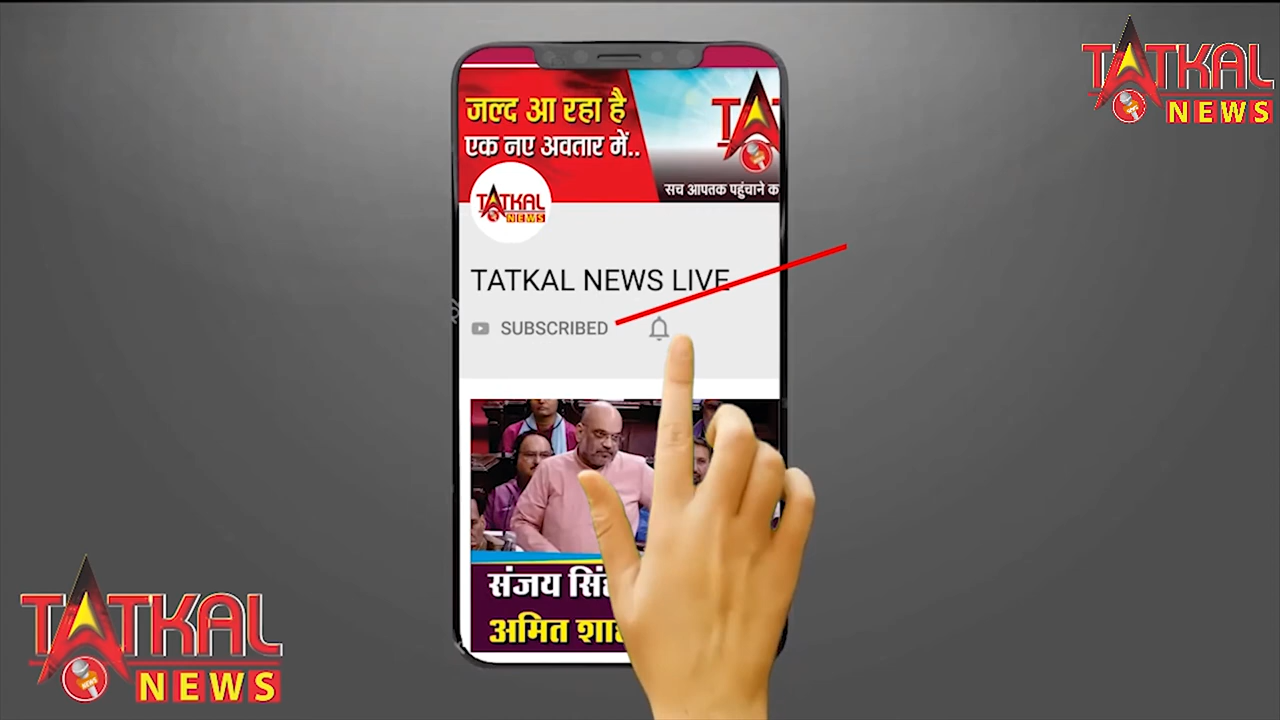 TATKAL
NEWS
जल्द आ रहा है
एक नए अवतार में..
सच आपतक पहुंचाने क
TATKAL
NEWS
TATKAL NEWS LIVE
SUBSCRIBED
संजय सिंह
अमित शाह
TATKAL
NEWS